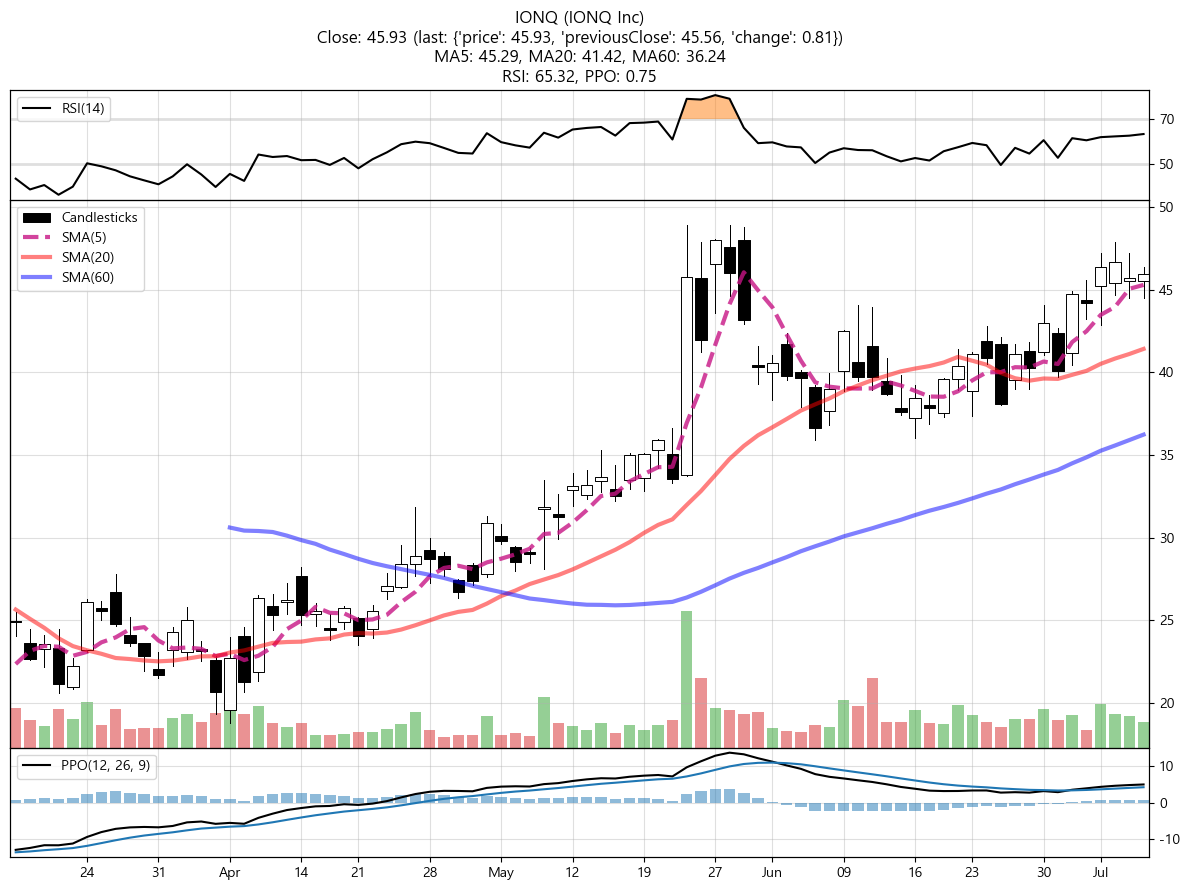 IONQ (IONQ Inc)
Close: 45.93 (last: {'price': 45.93, 'previousClose': 45.56, 'change': 0.81})
MA5: 45.29, MA20: 41.42, MA60: 36.24
RSI: 65.32, PPO: 0.75
RSI(14)
70
50
Candlesticks
SMA(5)
SMA(20)
SMA(60)
50
45
40
35
30
25
20
PPO(12, 26, 9)
10
0
-10
24 31 Apr 14 21 28 May 12 19 27 Jun 09 16 23 30 Jul